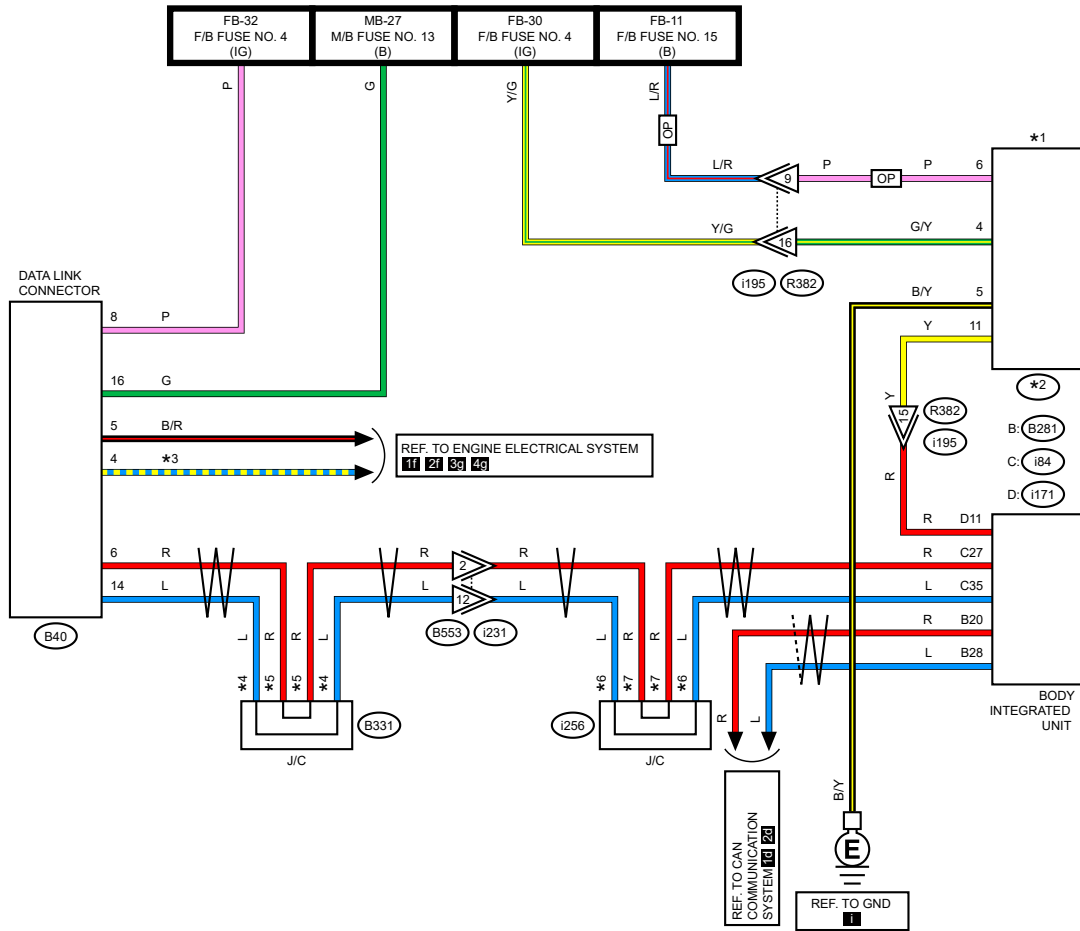 FB-32
F/B FUSE NO. 4
(IG)
MB-27
M/B FUSE NO. 13
(B)
FB-30
F/B FUSE NO. 4
(IG)
FB-11
F/B FUSE NO. 15
(B)
P
G
Y/G
L/R
OP
*1
L/R
9
P
OP
P
6
Y/G
16
G/Y
4
i195
R382
B/Y
5
Y
11
DATA LINK
CONNECTOR
8
P
16
G
5
B/R
4
*3
REF. TO ENGINE ELECTRICAL SYSTEM
1f 2f 3g 4g
Y
15
R382
i195
*2
B: B281
C: i84
D: i171
R
R
D11
6
R
R
2
R
R
C27
14
L
L
12
L
L
C35
R
B20
L
B28
B40
B553
i231
L
R
R
L
*4
*5
*5
*4
B331
J/C
L
R
R
L
*6
*7
*7
*6
i256
J/C
R
L
BODY
INTEGRATED
UNIT
REF. TO CAN
COMMUNICATION
SYSTEM 1d 2d
B/Y
E
REF. TO GND
i